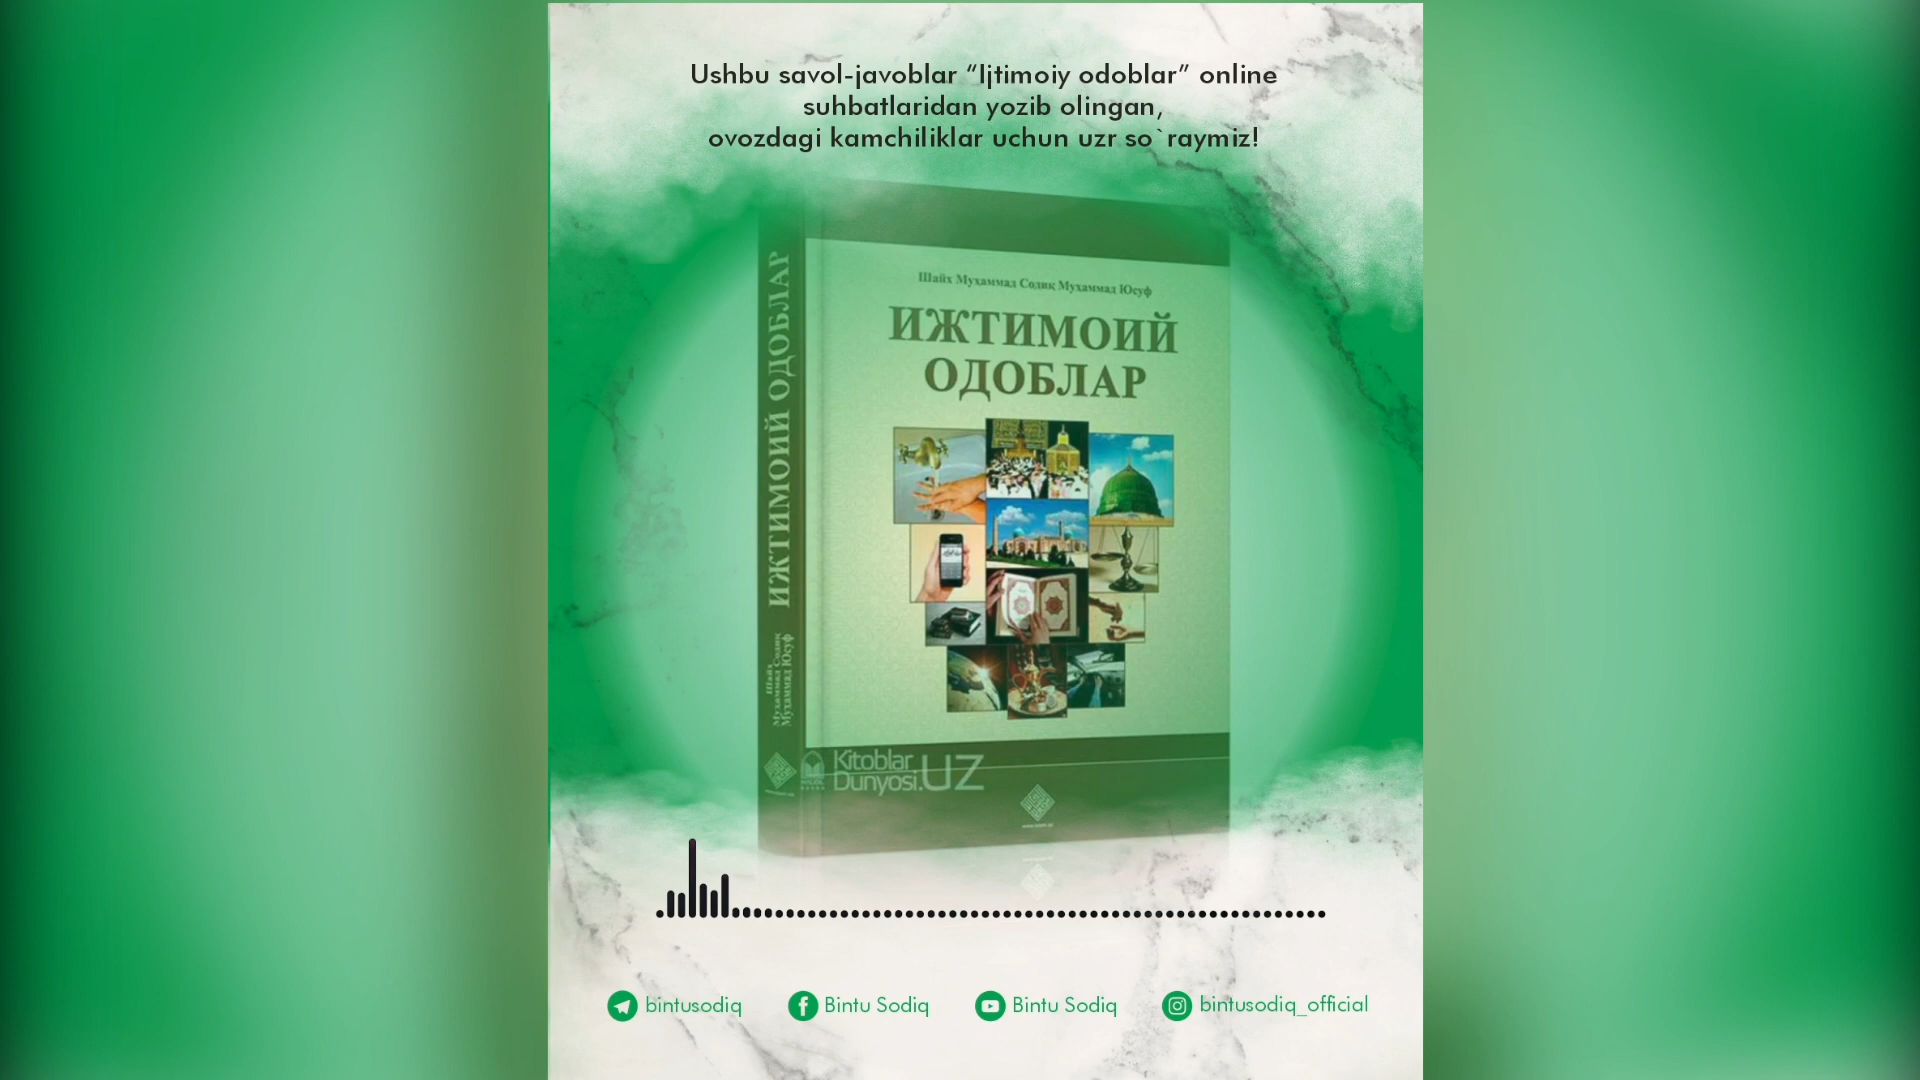 Ushbu savol-javoblar “Ijtimoiy odoblar” online
suhbatlaridan yozib olingan,
ovozdagi kamchiliklar uchun uzr so`raymiz!
Шайх Муҳаммад Содиқ Муҳаммад Юсуф
ИЖТИМОИЙ
ОДОБЛАР
ИЖТИМОИЙ ОДОБЛАР
Шайх
Муҳаммад Содиқ
Муҳаммад Юсуф
Kitoblar
Dunyosi.UZ
bintusodiq
Bintu Sodiq
Bintu Sodiq
bintusodiq_official